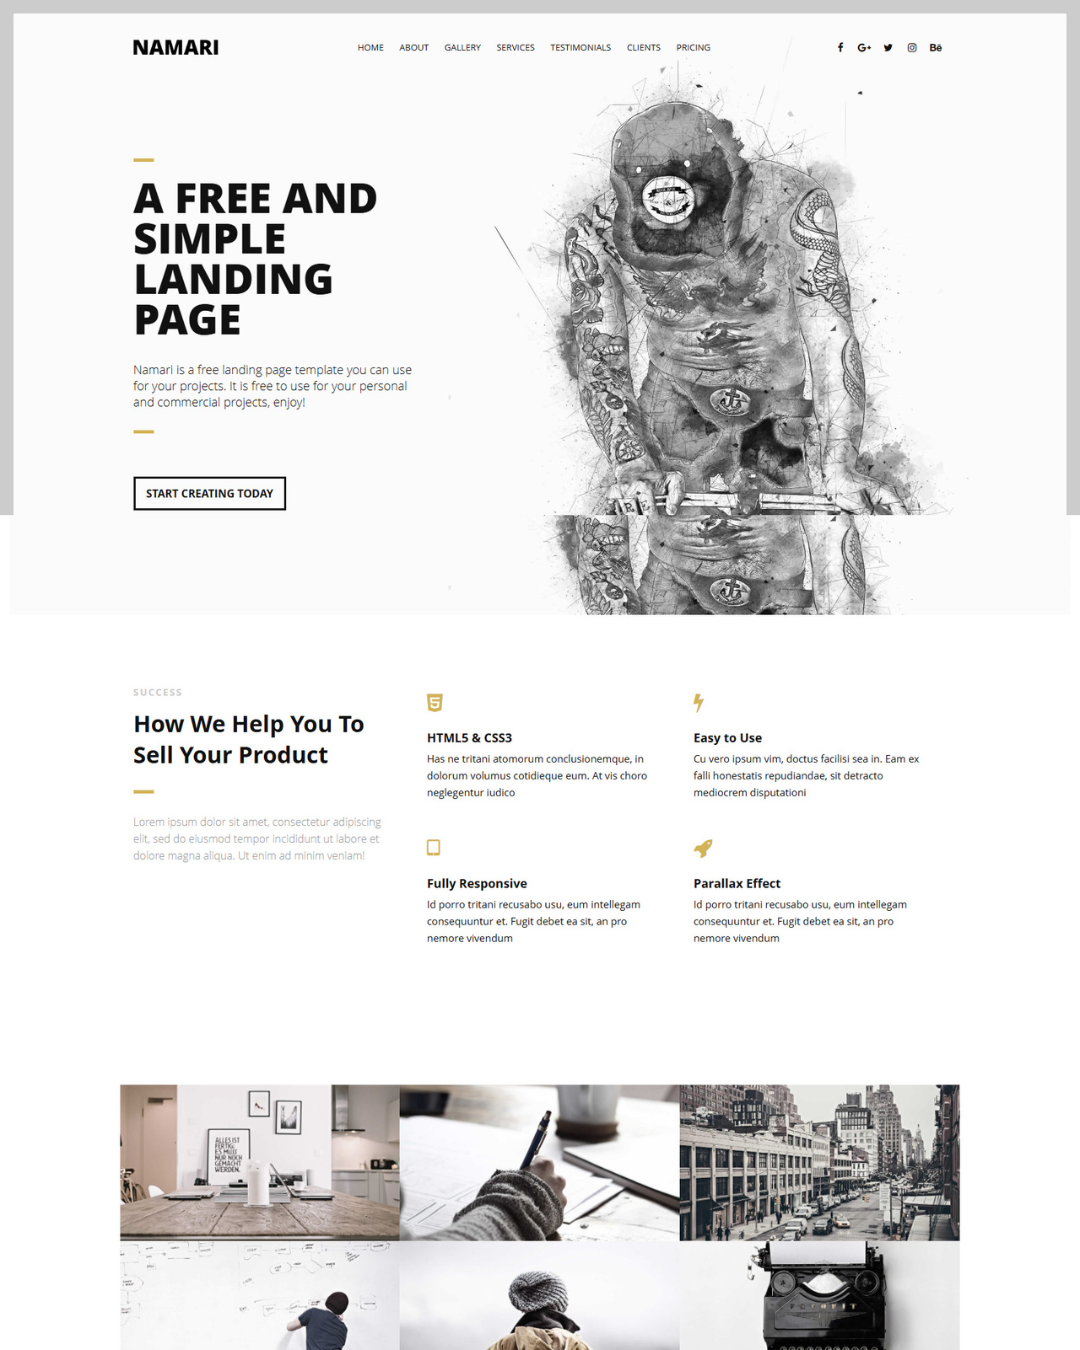 NAMARI
HOME ABOUT GALLERY SERVICES TESTIMONIALS CLIENTS PRICING
G+ Bē
A FREE AND
SIMPLE
LANDING
PAGE
Namari is a free landing page template you can use
for your projects. It is free to use for your personal
and commercial projects, enjoy!
START CREATING TODAY
SUCCESS
How We Help You To
Sell Your Product
Lorem ipsum dolor sit amet, consectetur adipiscing
elit, sed do eiusmod tempor incididunt ut labore et
dolore magna aliqua. Ut enim ad minim veniam!
HTML5 & CSS3
Has ne tritani atomorum conclusionemque, in
dolorum volumus cotidieque eum. At vis choro
neglegentur iudico
Easy to Use
Cu vero ipsum vim, doctus facilisi sea in. Eam ex
falli honestatis repudiandae, sit detracto
mediocrem disputationi
Fully Responsive
Id porro tritani recusabo usu, eum intellegam
consequuntur et. Fugit debet ea sit, an pro
nemore vivendum
Parallax Effect
Id porro tritani recusabo usu, eum intellegam
consequuntur et. Fugit debet ea sit, an pro
nemore vivendum
ALLES IST
FERTIG.
ES MUSS
NUR NOCH
GEMACHT
WERDEN.